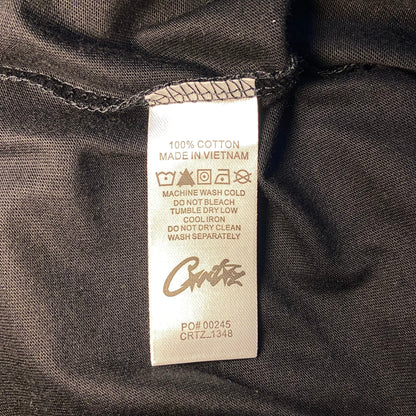 100% COTTON
MADE IN VIETNAM
MACHINE WASH COLD
DO NOT BLEACH
TUMBLE DRY LOW
COOL IRON
DO NOT DRY CLEAN
WASH SEPARATELY
Crtz
PO# 00245
CRTZ_1348